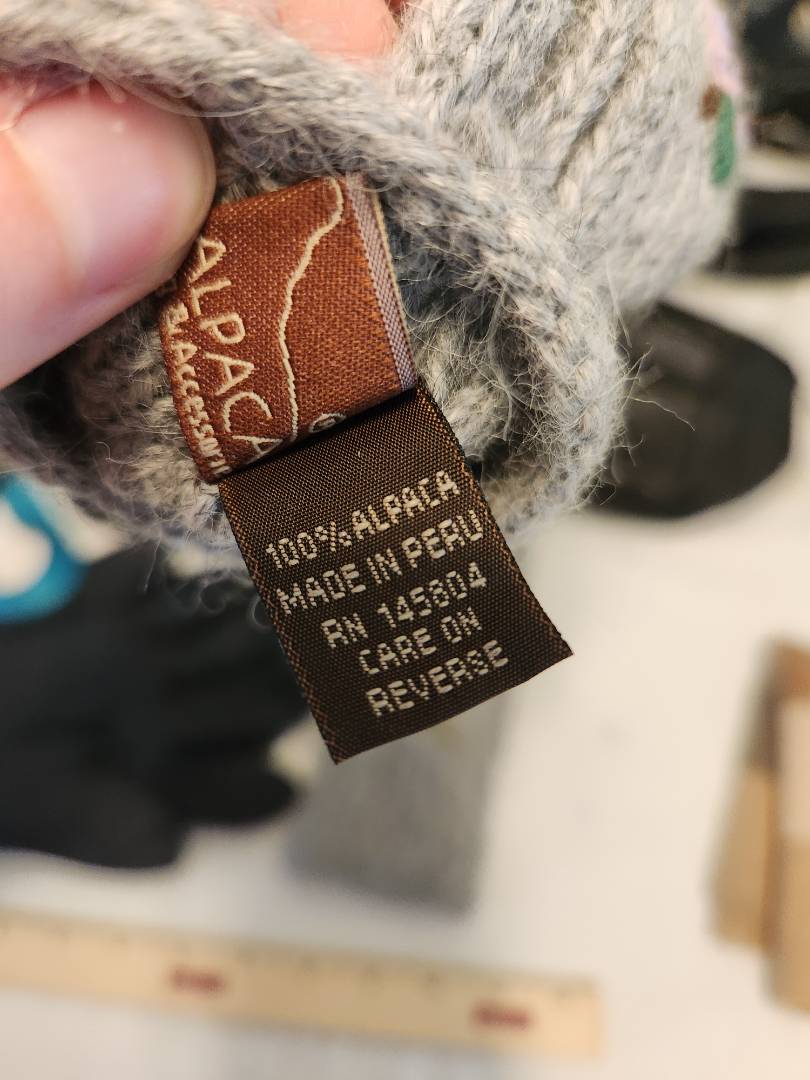 ALPACA
100% ALPACA
MADE IN PERU
RN 145804
CARE ON
REVERSE